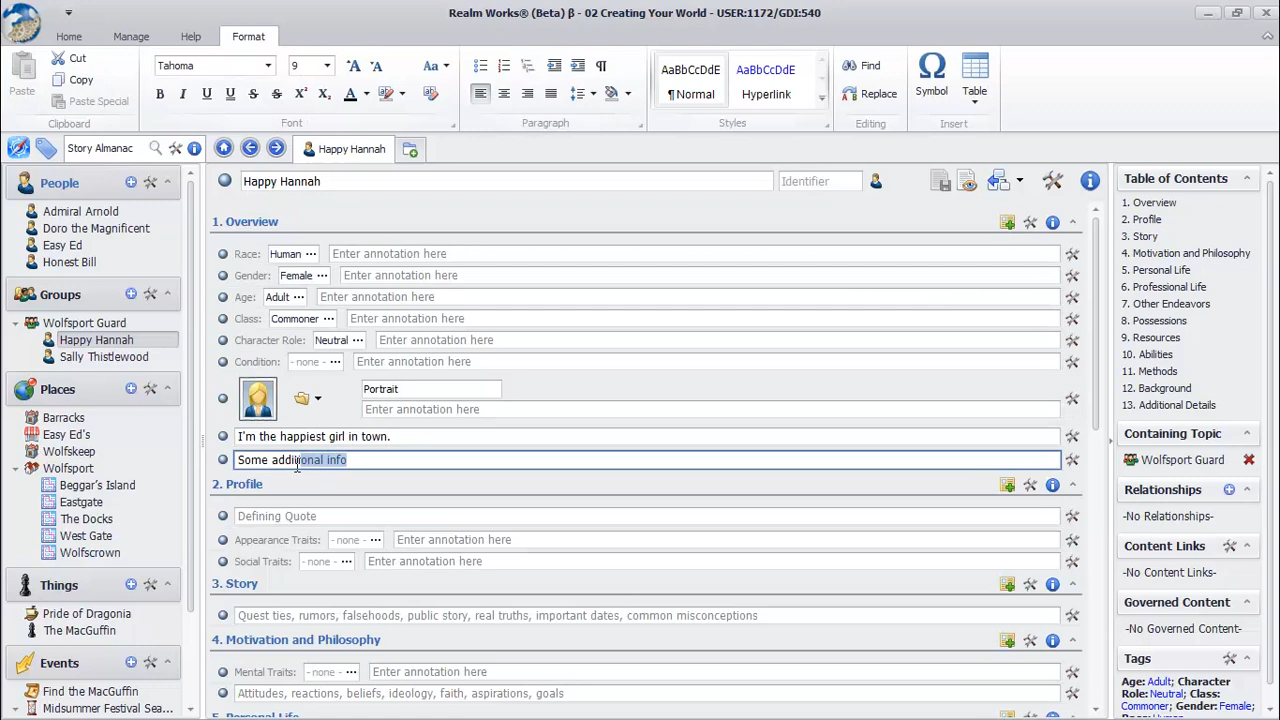 Realm Works® (Beta) β - 02 Creating Your World - USER:1172/GDI:540
Home Manage Help Format
Paste
Cut
Copy
Paste Special
Clipboard
Tahoma 9 Aa
B I U U S S X² X₂ A
Font
Paragraph
AaBbCcDdE AaBbCcDdE
¶ Normal Hyperlink
Styles
Find
Replace
Editing
Symbol Table
Insert
Story Almanac
Happy Hannah
People
Admiral Arnold
Doro the Magnificent
Easy Ed
Honest Bill
Groups
Wolfsport Guard
Happy Hannah
Sally Thistlewood
Places
Barracks
Easy Ed's
Wolfskeep
Wolfsport
Beggar's Island
Eastgate
The Docks
West Gate
Wolfscrown
Things
Pride of Dragonia
The MacGuffin
Events
Find the MacGuffin
Midsummer Festival Sea...
Happy Hannah Identifier
1. Overview
Race: Human ... Enter annotation here
Gender: Female ... Enter annotation here
Age: Adult ... Enter annotation here
Class: Commoner ... Enter annotation here
Character Role: Neutral ... Enter annotation here
Condition: - none - ... Enter annotation here
Portrait
Enter annotation here
I'm the happiest girl in town.
Some addiitonal info
2. Profile
Defining Quote
Appearance Traits: - none - ... Enter annotation here
Social Traits: - none - ... Enter annotation here
3. Story
Quest ties, rumors, falsehoods, public story, real truths, important dates, common misconceptions
4. Motivation and Philosophy
Mental Traits: - none - ... Enter annotation here
Attitudes, reactions, beliefs, ideology, faith, aspirations, goals
5. Personal Life
Table of Contents
1. Overview
2. Profile
3. Story
4. Motivation and Philosophy
5. Personal Life
6. Professional Life
7. Other Endeavors
8. Possessions
9. Resources
10. Abilities
11. Methods
12. Background
13. Additional Details
Containing Topic
Wolfsport Guard
Relationships
-No Relationships-
Content Links
-No Content Links-
Governed Content
-No Governed Content-
Tags
Age: Adult; Character
Role: Neutral; Class:
Commoner; Gender: Female;